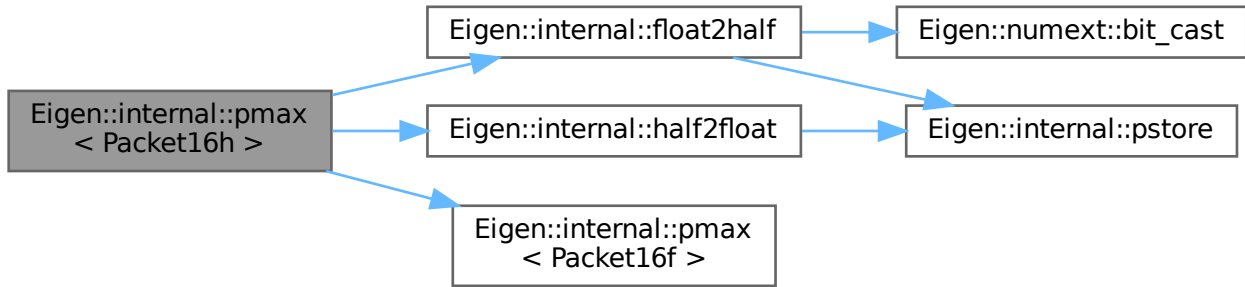 Eigen::internal::float2half
Eigen::numext::bit_cast
Eigen::internal::pmax
< Packet16h >
Eigen::internal::half2float
Eigen::internal::pstore
Eigen::internal::pmax
< Packet16f >